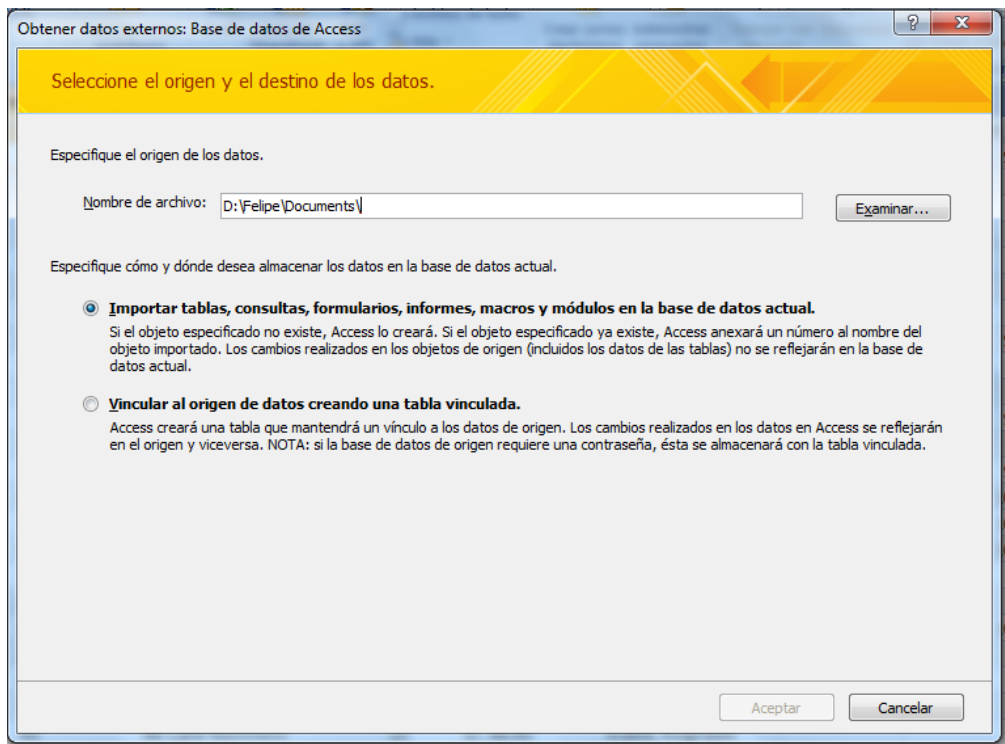 Obtener datos externos: Base de datos de Access
Seleccione el origen y el destino de los datos.
Especifique el origen de los datos.
Nombre de archivo: D:\Felipe\Documents\ Examinar...
Especifique cómo y dónde desea almacenar los datos en la base de datos actual.
Importar tablas, consultas, formularios, informes, macros y módulos en la base de datos actual.
Si el objeto especificado no existe, Access lo creará. Si el objeto especificado ya existe, Access anexará un número al nombre del
objeto importado. Los cambios realizados en los objetos de origen (incluidos los datos de las tablas) no se reflejarán en la base de
datos actual.
Vincular al origen de datos creando una tabla vinculada.
Access creará una tabla que mantendrá un vínculo a los datos de origen. Los cambios realizados en los datos en Access se reflejarán
en el origen y viceversa. NOTA: si la base de datos de origen requiere una contraseña, ésta se almacenará con la tabla vinculada.
Aceptar Cancelar